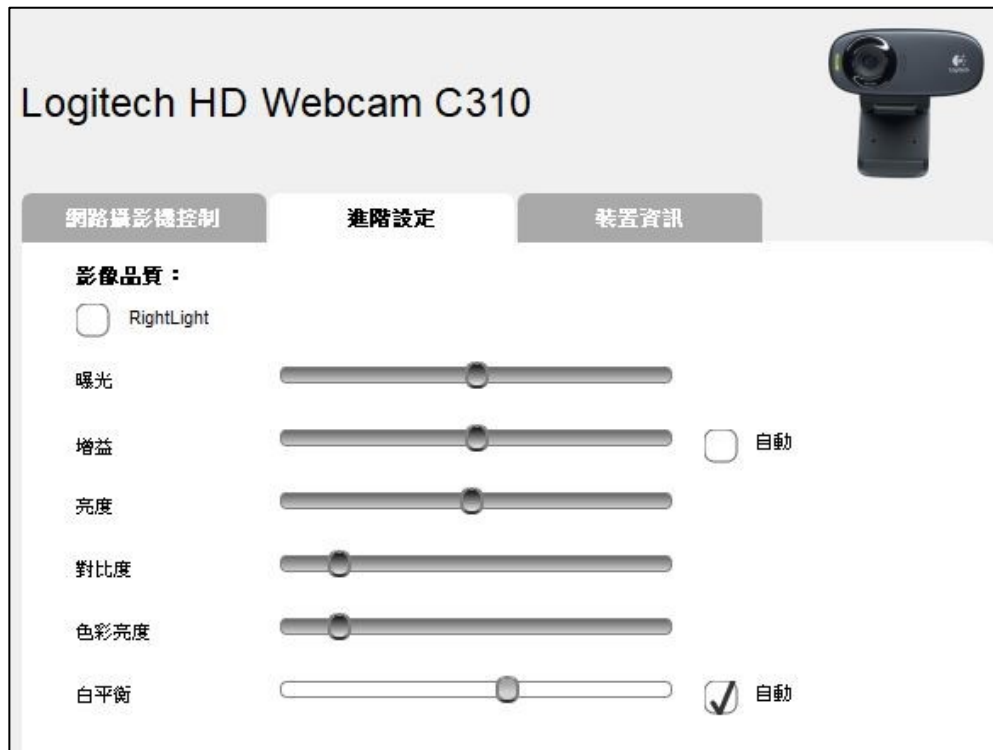 Logitech HD Webcam C310
Logitech
網路攝影機控制
進階設定
裝置資訊
影像品質：
RightLight
曝光
增益
自動
亮度
對比度
色彩亮度
白平衡
自動